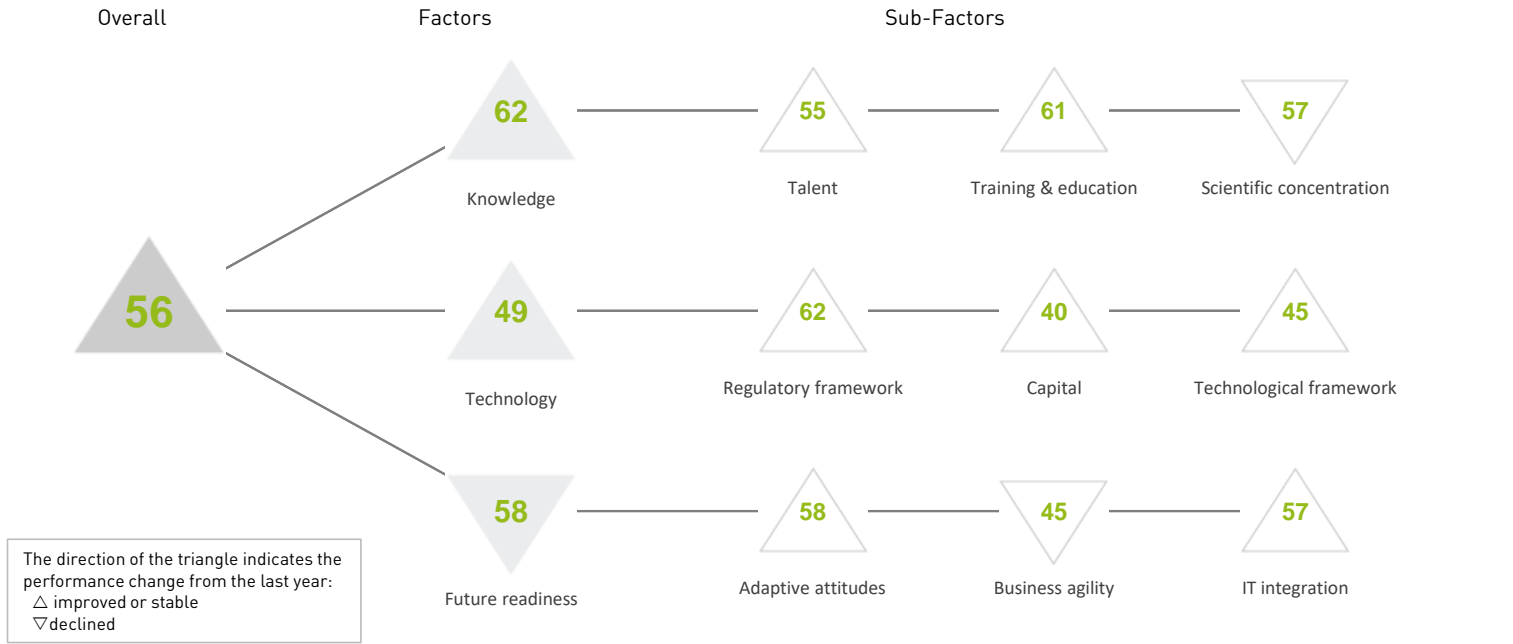 Overall
Factors
Sub-Factors
62
55
61
57
Knowledge
Talent
Training & education
Scientific concentration
56
49
62
40
45
Technology
Regulatory framework
Capital
Technological framework
58
58
45
57
Future readiness
Adaptive attitudes
Business agility
IT integration
The direction of the triangle indicates the
performance change from the last year:
△ improved or stable
▽declined